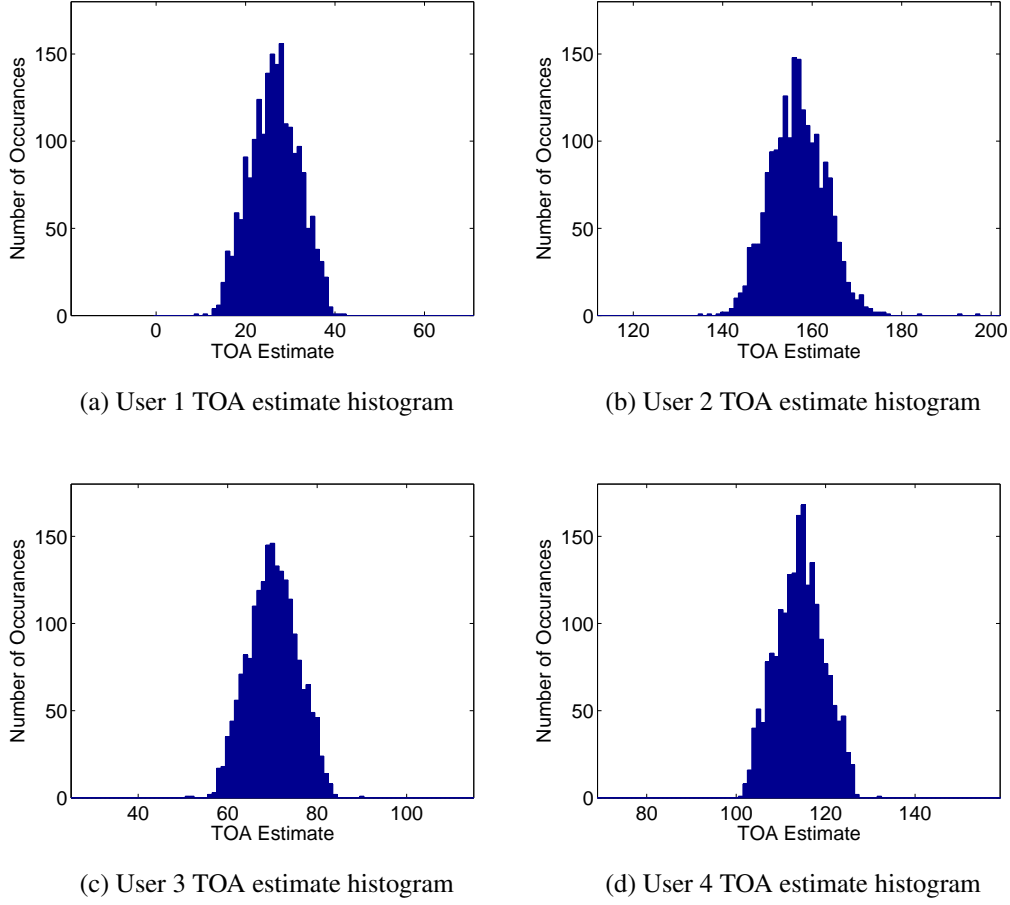 150
100
50
0
Number of Occurances
0 20 40 60
TOA Estimate
(a) User 1 TOA estimate histogram
150
100
50
0
Number of Occurances
120 140 160 180 200
TOA Estimate
(b) User 2 TOA estimate histogram
150
100
50
0
Number of Occurances
40 60 80 100
TOA Estimate
(c) User 3 TOA estimate histogram
150
100
50
0
Number of Occurances
80 100 120 140
TOA Estimate
(d) User 4 TOA estimate histogram